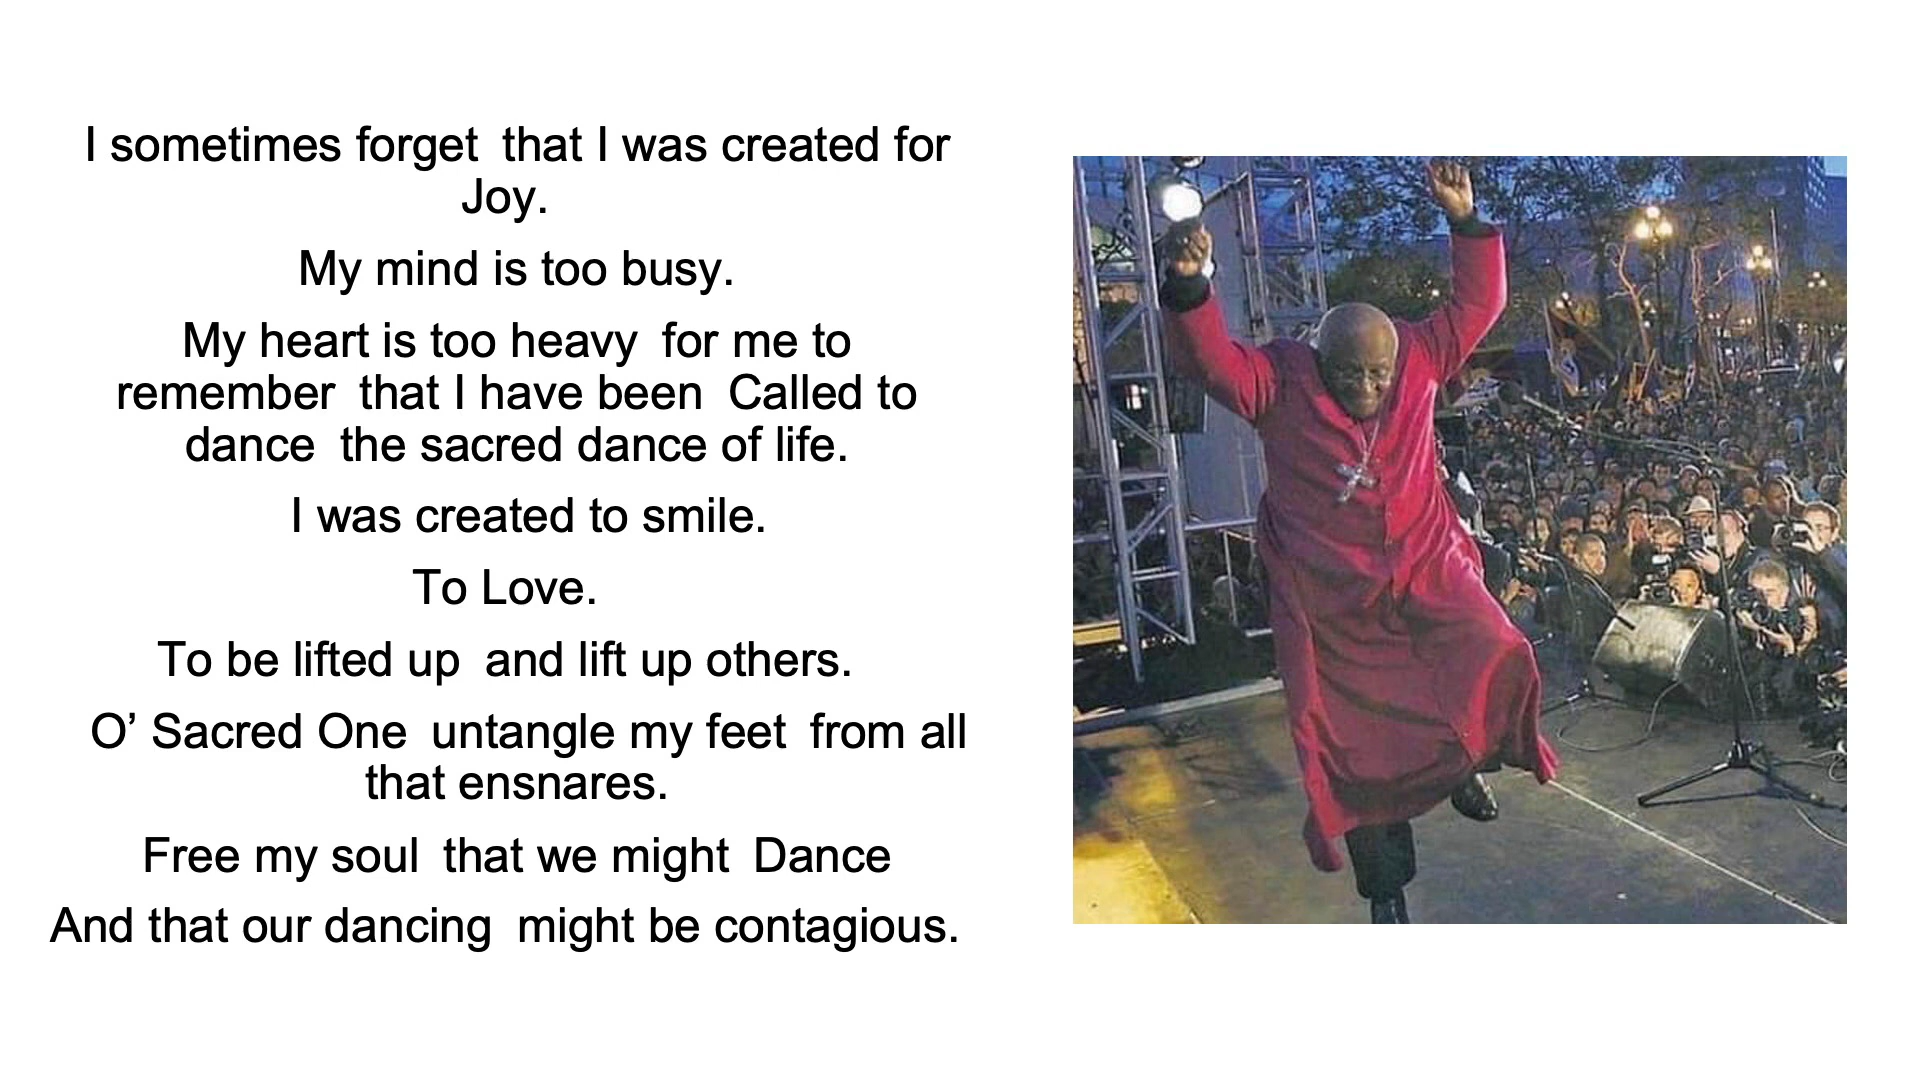 I sometimes forget  that I was created for
Joy.
My mind is too busy.
My heart is too heavy  for me to
remember  that I have been  Called to
dance  the sacred dance of life.
I was created to smile.
To Love.
To be lifted up  and lift up others.
O’ Sacred One  untangle my feet  from all
that ensnares.
Free my soul  that we might  Dance
And that our dancing  might be contagious.